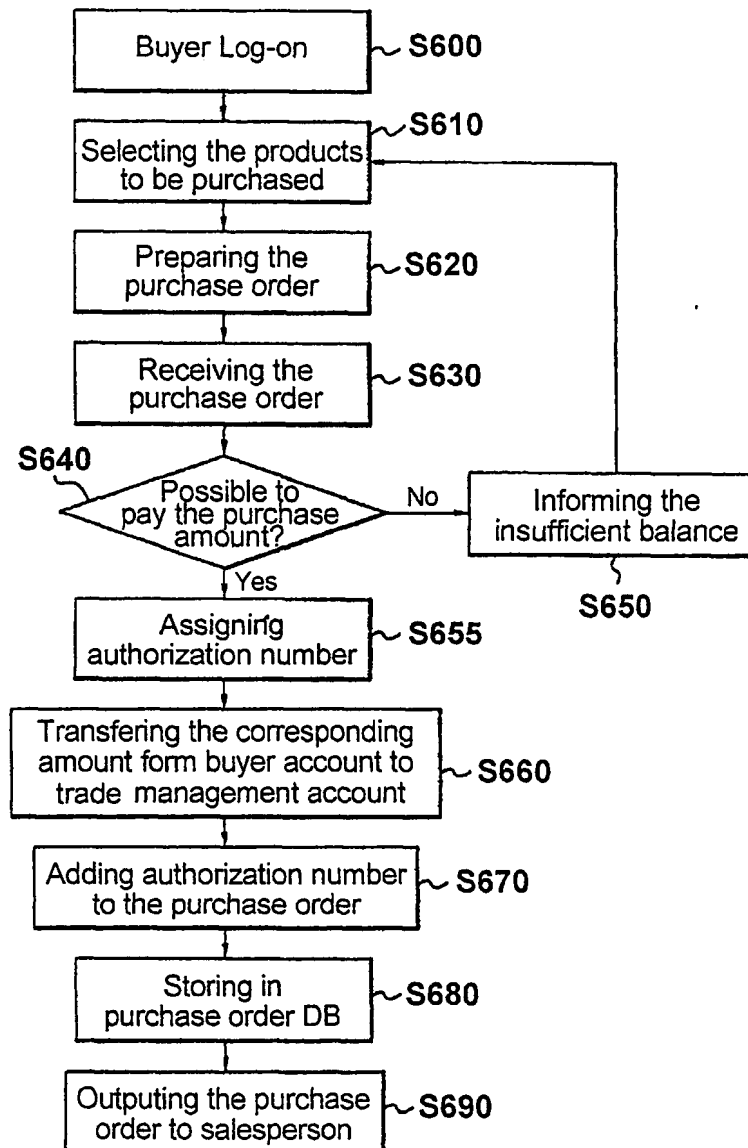 Buyer Log-on
S600
S610
Selecting the products
to be purchased
Preparing the
purchase order
S620
Receiving the
purchase order
S630
S640
Possible to
pay the purchase
amount?
No
Informing the
insufficient balance
S650
Yes
Assigning
authorization number
S655
Transfering the corresponding
amount form buyer account to
trade management account
S660
Adding authorization number
to the purchase order
S670
Storing in
purchase order DB
S680
Outputing the purchase
order to salesperson
S690